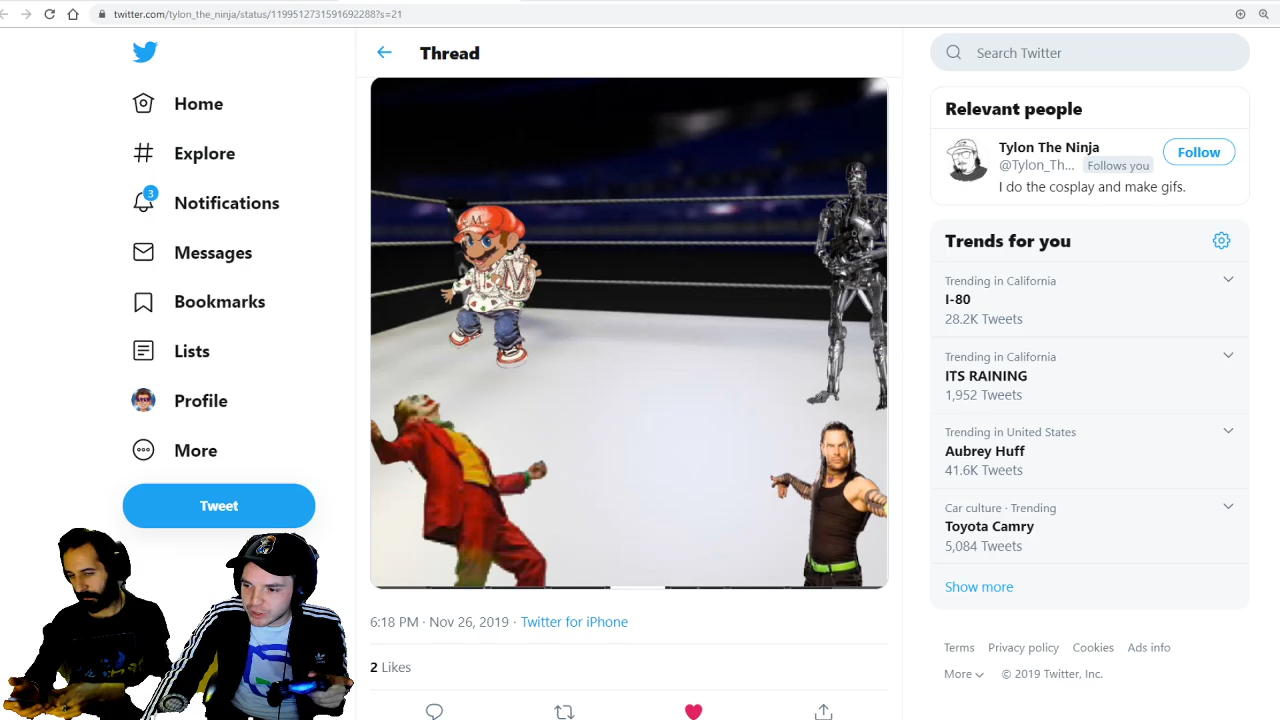 twitter.com/tylon_the_ninja/status/1199512731591692288?s=21
Home
Explore
3
Notifications
Messages
Bookmarks
Lists
Profile
More
Tweet
Thread
M
6:18 PM · Nov 26, 2019 · Twitter for iPhone
2 Likes
Search Twitter
Relevant people
Tylon The Ninja
@Tylon_Th... Follows you
Follow
I do the cosplay and make gifs.
Trends for you
Trending in California
I-80
28.2K Tweets
Trending in California
ITS RAINING
1,952 Tweets
Trending in United States
Aubrey Huff
41.6K Tweets
Car culture · Trending
Toyota Camry
5,084 Tweets
Show more
Terms Privacy policy Cookies Ads info
More © 2019 Twitter, Inc.